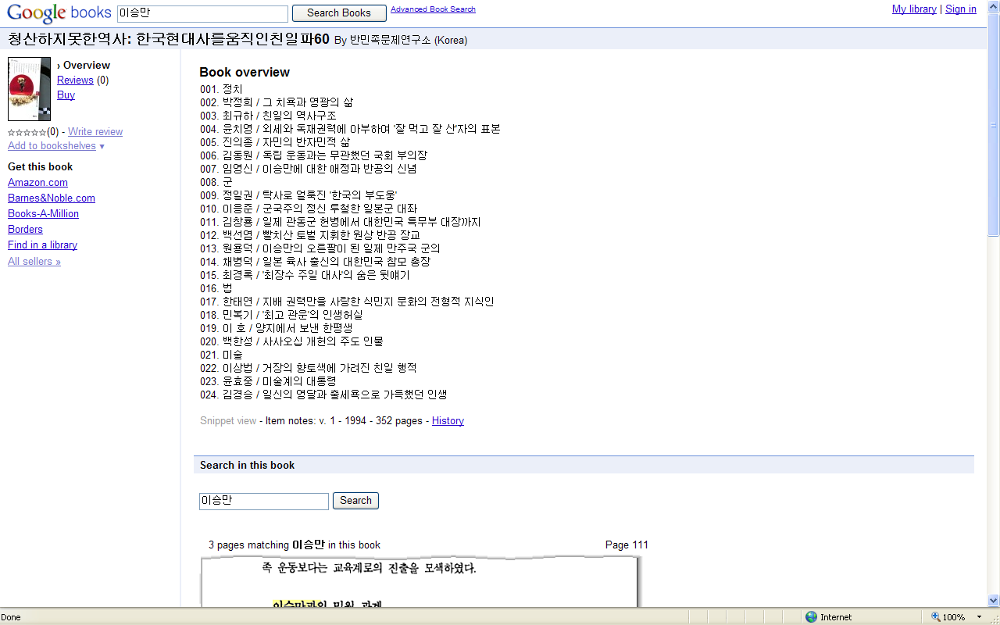 Google books 이승만 Search Books Advanced Book Search My library | Sign in
청산하지못한역사: 한국현대사를움직인친일파60 By 반민족문제연구소 (Korea)
› Overview
Reviews (0)
Buy
(0) - Write review
Add to bookshelves ▼
Get this book
Amazon.com
Barnes&Noble.com
Books-A-Million
Borders
Find in a library
All sellers »
Book overview
001. 정치
002. 박정희 / 그 치욕과 영광의 삶
003. 최규하 / 친일의 역사구조
004. 윤치영 / 외세와 독재권력에 아부하며 '잘 먹고 잘 산'자의 표본
005. 진의종 / 자민의 반자민적 삶
006. 김동원 / 독립 운동과는 무관했던 국회 부의장
007. 임영신 / 이승만에 대한 애정과 반공의 신념
008. 군
009. 정일권 / 탁사로 얼룩진 '한국의 부도옹'
010. 이응준 / 군국주의 정신 투철한 일본군 대좌
011. 김창룡 / 일제 관동군 헌병에서 대한민국 특무부 대장까지
012. 백선엽 / 빨치산 토벌 지휘한 원상 반공 장교
013. 원용덕 / 이승만의 오른팔이 된 일제 만주국 군의
014. 채병덕 / 일본 육사 출신의 대한민국 참모 총장
015. 최경록 / '최장수 주일 대사'의 숨은 뒷얘기
016. 법
017. 한태연 / 지배 권력만을 사랑한 식민지 문화의 전형적 지식인
018. 민복기 / '최고 관운'의 인생허실
019. 이 호 / 양지에서 보낸 한평생
020. 백한성 / 사사오십 개헌의 주도 인물
021. 미술
022. 이상범 / 거장의 향토색에 가려진 친일 행적
023. 윤효중 / 미술계의 대통령
024. 김경승 / 일신의 영달과 출세욕으로 가득했던 인생
Snippet view - Item notes: v. 1 - 1994 - 352 pages - History
Search in this book
이승만 Search
3 pages matching 이승만 in this book Page 111
족 운동보다는 교육계로의 진출을 모색하였다.
이승만과의 밀월 관계
Done Internet 100%